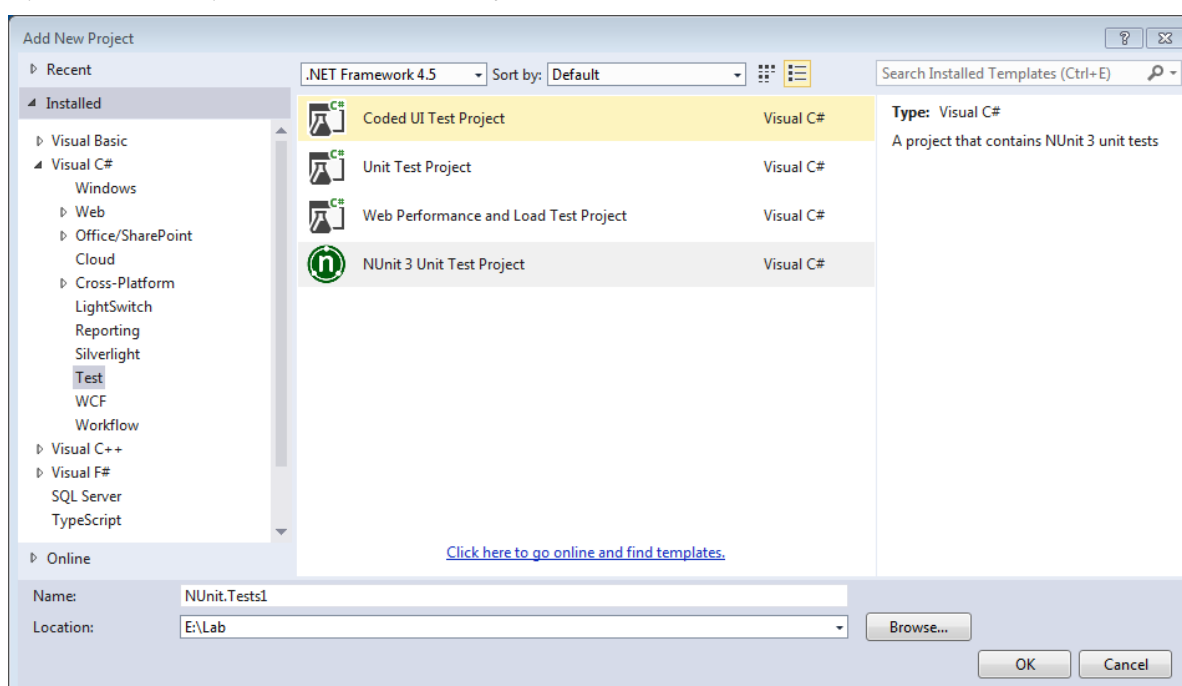 Add New Project
Recent
.NET Framework 4.5 Sort by: Default Search Installed Templates (Ctrl+E)
Installed
Visual Basic
Visual C#
Windows
Web
Office/SharePoint
Cloud
Cross-Platform
LightSwitch
Reporting
Silverlight
Test
WCF
Workflow
Visual C++
Visual F#
SQL Server
TypeScript
Online
C# Coded UI Test Project Visual C#
C# Unit Test Project Visual C#
C# Web Performance and Load Test Project Visual C#
n NUnit 3 Unit Test Project Visual C#
Click here to go online and find templates.
Type: Visual C#
A project that contains NUnit 3 unit tests
Name: NUnit.Tests1
Location: E:\Lab Browse...
OK Cancel